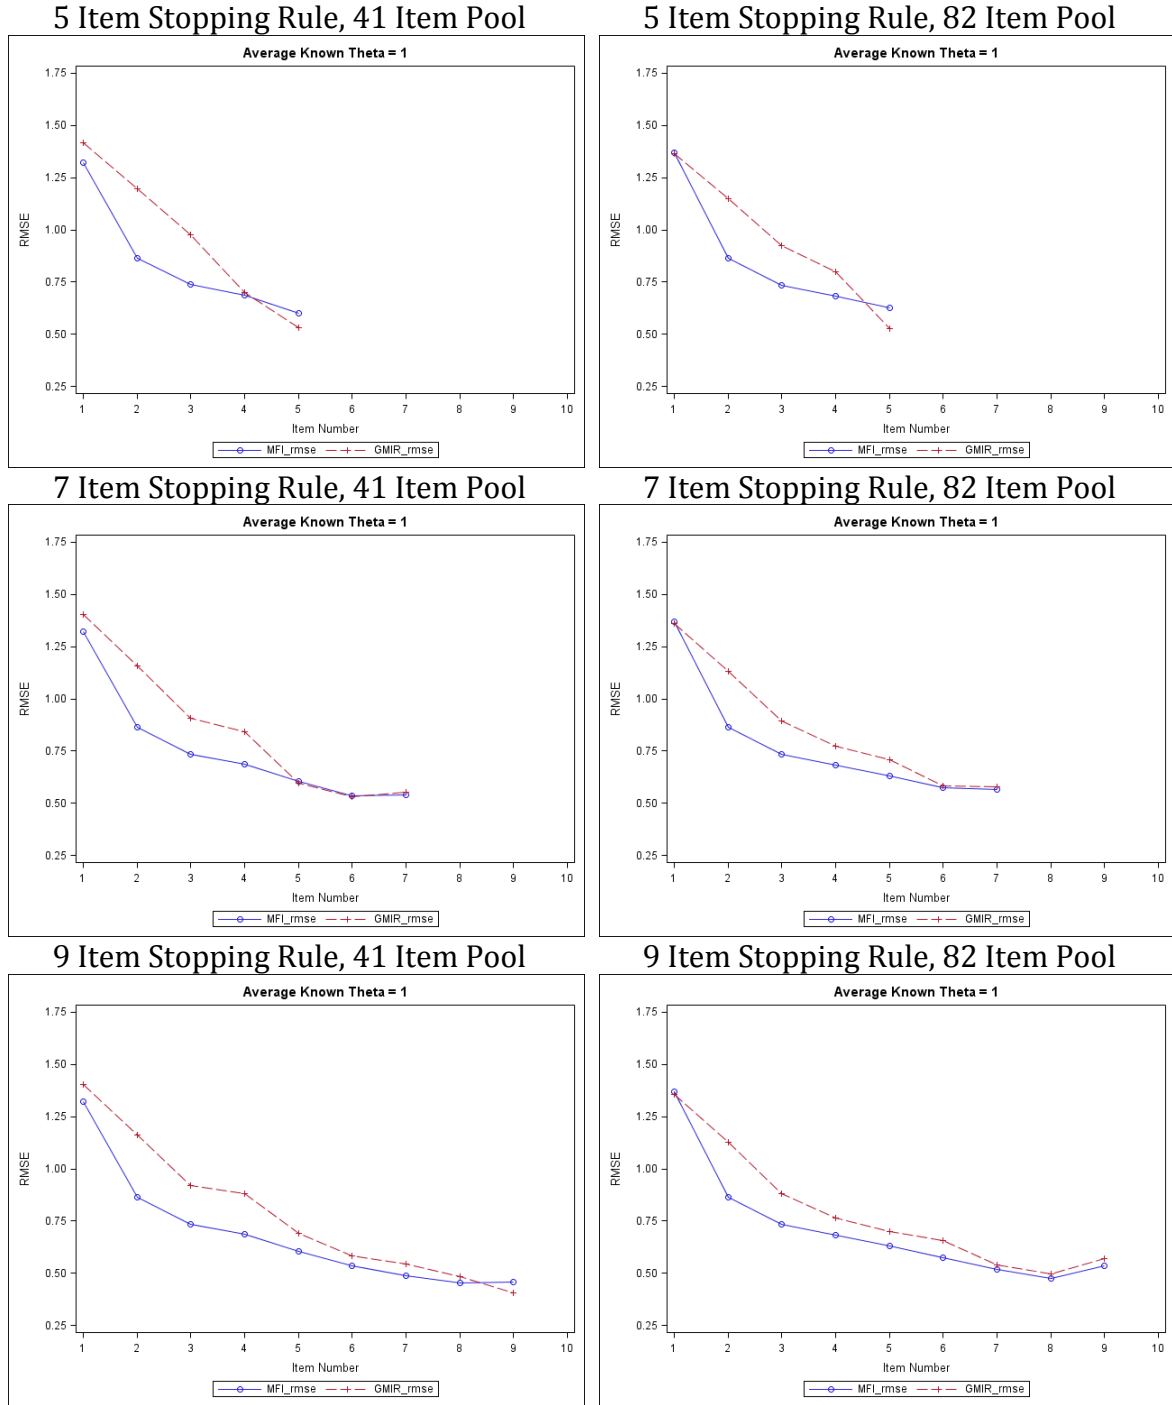 5 Item Stopping Rule, 41 Item Pool
Average Known Theta = 1
1.75
1.50
1.25
1.00
0.75
0.50
0.25
RMSE
1 2 3 4 5 6 7 8 9 10
Item Number
MFI_rmse GMIR_rmse
5 Item Stopping Rule, 82 Item Pool
Average Known Theta = 1
1.75
1.50
1.25
1.00
0.75
0.50
0.25
RMSE
1 2 3 4 5 6 7 8 9 10
Item Number
MFI_rmse GMIR_rmse
7 Item Stopping Rule, 41 Item Pool
Average Known Theta = 1
1.75
1.50
1.25
1.00
0.75
0.50
0.25
RMSE
1 2 3 4 5 6 7 8 9 10
Item Number
MFI_rmse GMIR_rmse
7 Item Stopping Rule, 82 Item Pool
Average Known Theta = 1
1.75
1.50
1.25
1.00
0.75
0.50
0.25
RMSE
1 2 3 4 5 6 7 8 9 10
Item Number
MFI_rmse GMIR_rmse
9 Item Stopping Rule, 41 Item Pool
Average Known Theta = 1
1.75
1.50
1.25
1.00
0.75
0.50
0.25
RMSE
1 2 3 4 5 6 7 8 9 10
Item Number
MFI_rmse GMIR_rmse
9 Item Stopping Rule, 82 Item Pool
Average Known Theta = 1
1.75
1.50
1.25
1.00
0.75
0.50
0.25
RMSE
1 2 3 4 5 6 7 8 9 10
Item Number
MFI_rmse GMIR_rmse